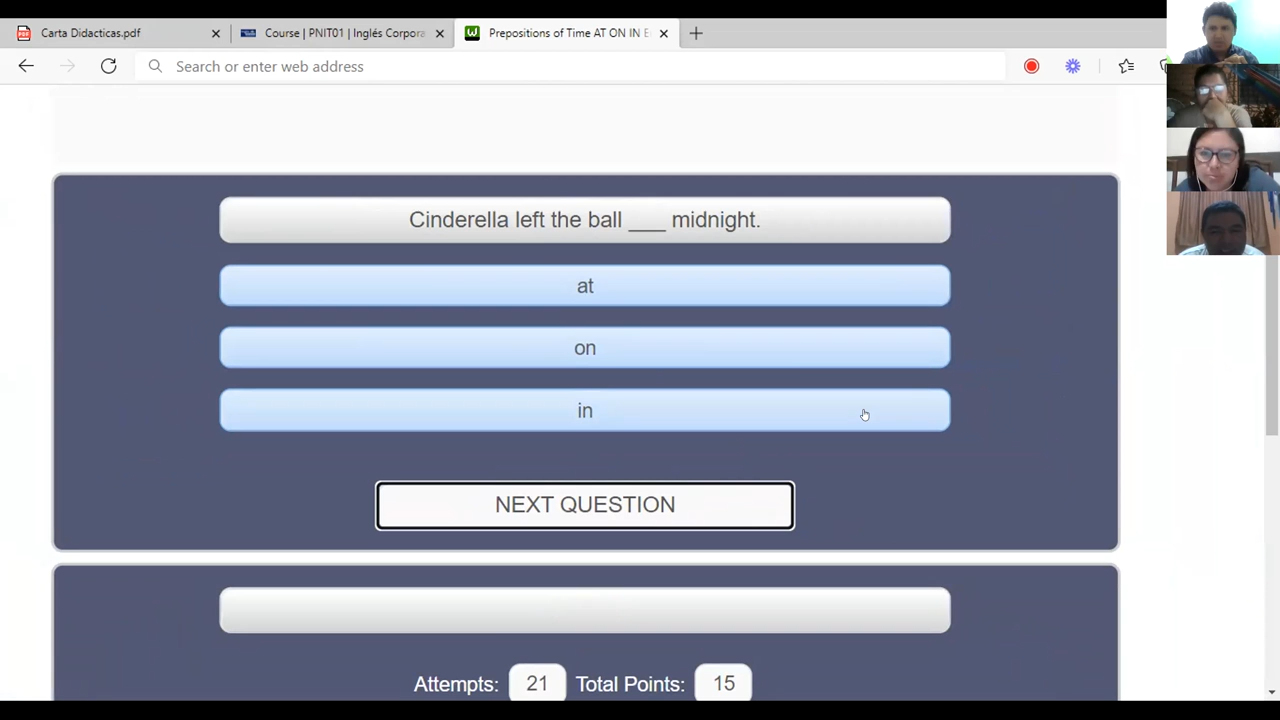 Carta Didacticas.pdf
Course | PNIT01 | Inglés Corpora
Prepositions of Time AT ON IN E
Search or enter web address
Cinderella left the ball ___ midnight.
at
on
in
NEXT QUESTION
Attempts: 21 Total Points: 15